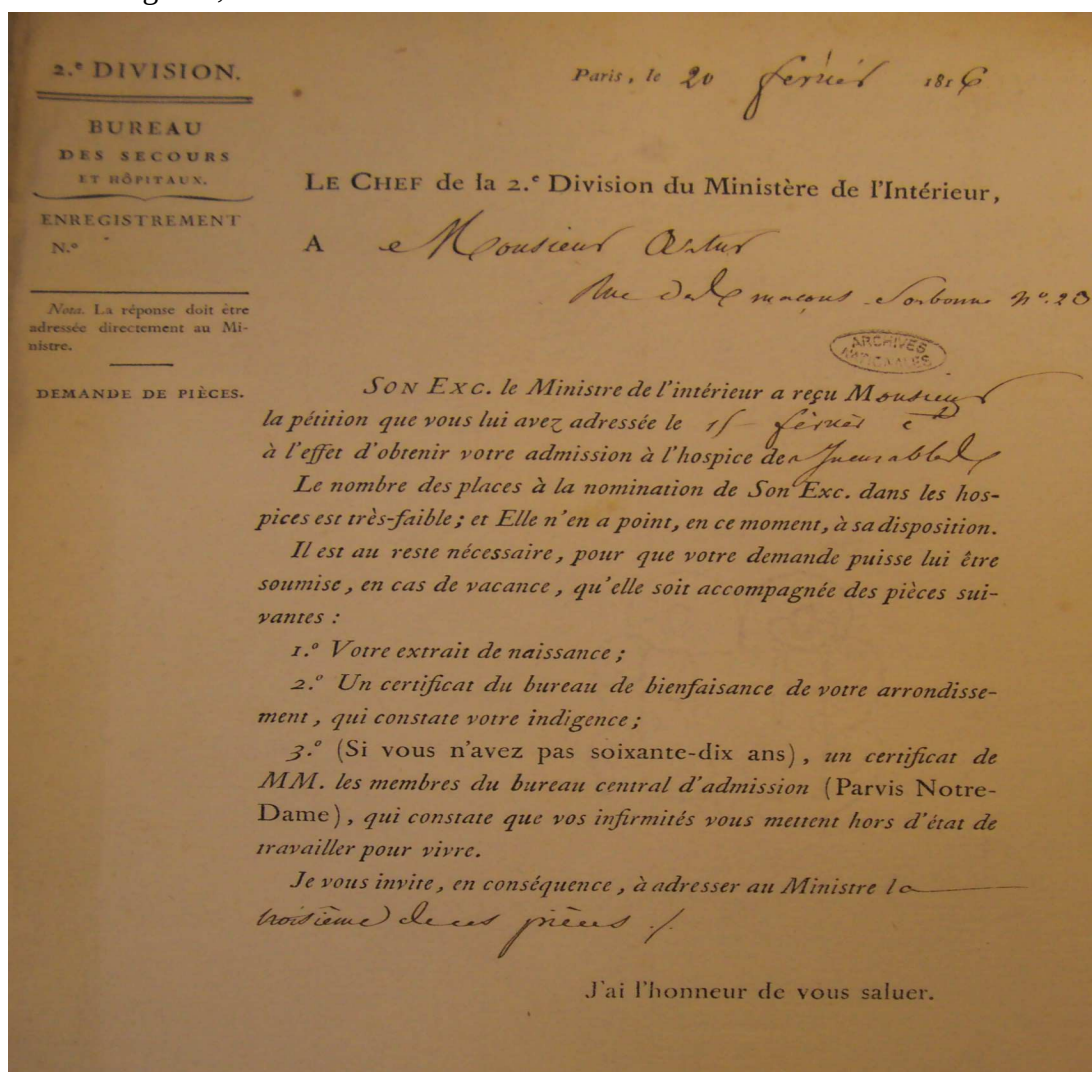 2.e DIVISION.
BUREAU
DES SECOURS
ET HÔPITAUX.
ENREGISTREMENT
N.o
Nota. La réponse doit être
adressée directement au Mi-
nistre.
DEMANDE DE PIÈCES.
Paris, le 20 février 1816
LE CHEF de la 2.e Division du Ministère de l'Intérieur,
A Monsieur
Rue des maçons Sorbonne n.o 23
ARCHIVES
NATIONALES
SON EXC. le Ministre de l'intérieur a reçu Monsieur
la pétition que vous lui avez adressée le 15 février ct
à l'effet d'obtenir votre admission à l'hospice des Incurables
Le nombre des places à la nomination de Son Exc. dans les hos-
pices est très-faible; et Elle n'en a point, en ce moment, à sa disposition.
Il est au reste nécessaire, pour que votre demande puisse lui être
soumise, en cas de vacance, qu'elle soit accompagnée des pièces sui-
vantes :
1.o Votre extrait de naissance;
2.o Un certificat du bureau de bienfaisance de votre arrondisse-
ment, qui constate votre indigence;
3.o (Si vous n'avez pas soixante-dix ans), un certificat de
MM. les membres du bureau central d'admission (Parvis Notre-
Dame), qui constate que vos infirmités vous mettent hors d'état de
travailler pour vivre.
Je vous invite, en conséquence, à adresser au Ministre la
troisième de ces pièces ./.
J'ai l'honneur de vous saluer.